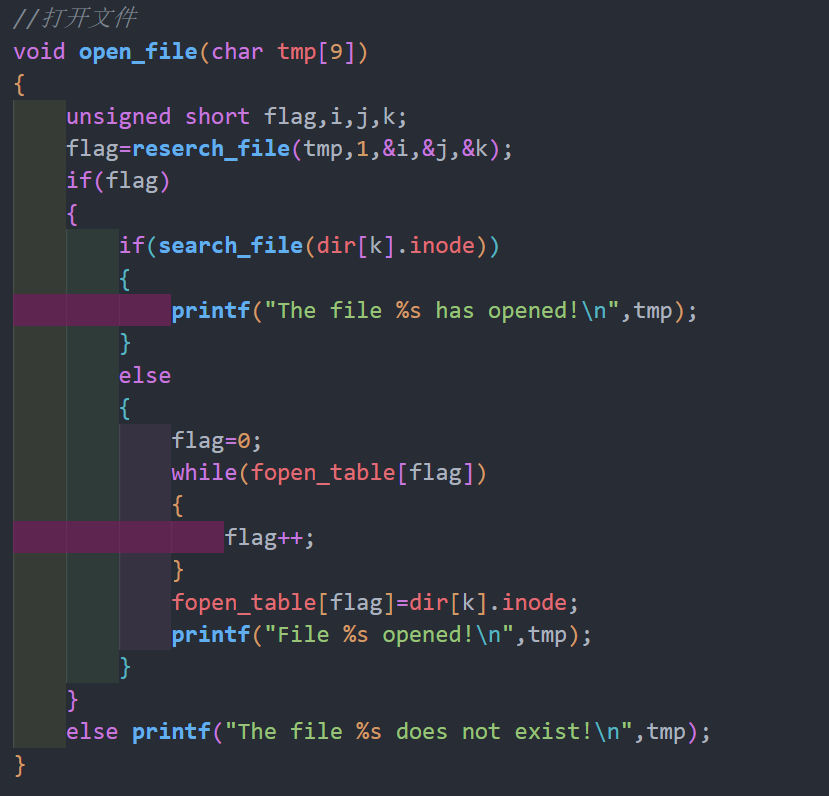 //打开文件
void open_file(char tmp[9])
{
    unsigned short flag,i,j,k;
    flag=reserch_file(tmp,1,&i,&j,&k);
    if(flag)
    {
        if(search_file(dir[k].inode))
        {
            printf("The file %s has opened!\n",tmp);
        }
        else
        {
            flag=0;
            while(fopen_table[flag])
            {
                flag++;
            }
            fopen_table[flag]=dir[k].inode;
            printf("File %s opened!\n",tmp);
        }
    }
    else printf("The file %s does not exist!\n",tmp);
}